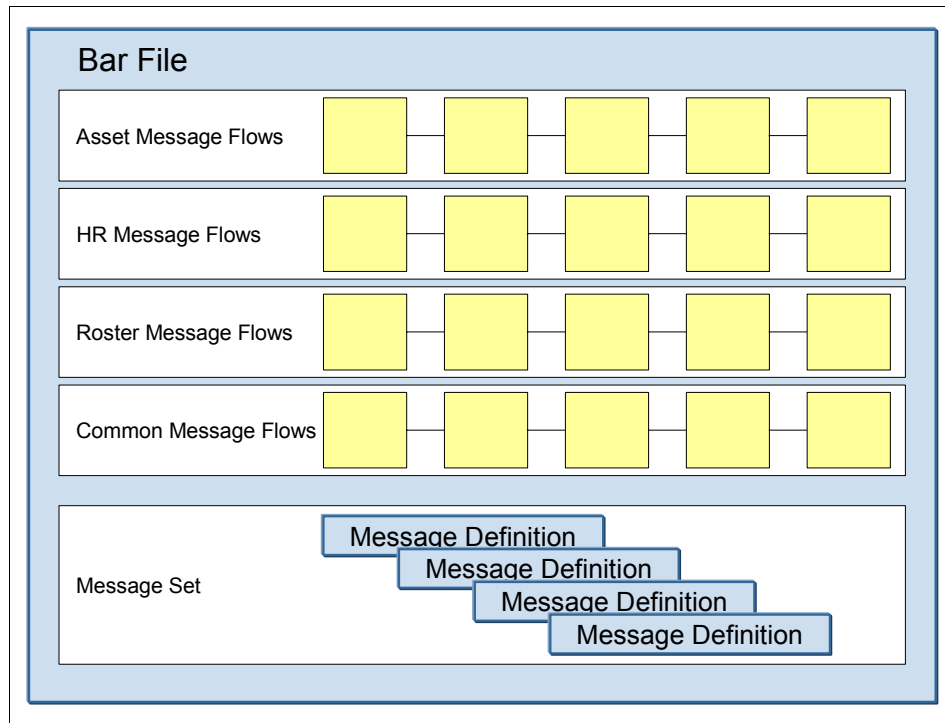 Bar File
Asset Message Flows
HR Message Flows
Roster Message Flows
Common Message Flows
Message Set
Message Definition
Message Definition
Message Definition
Message Definition